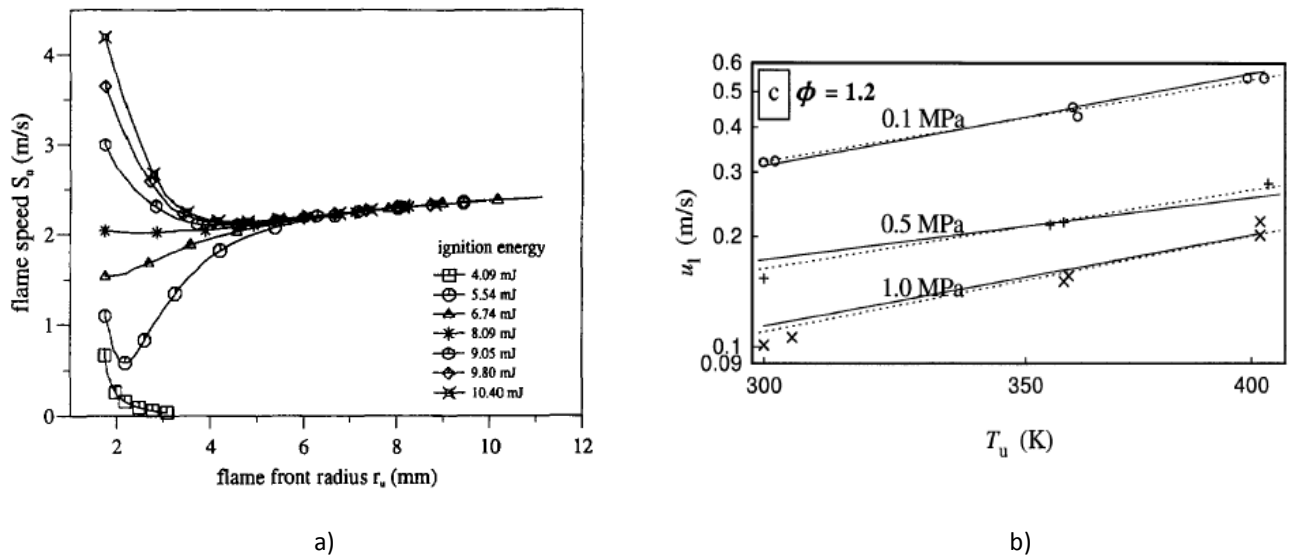 4
3
2
1
0
flame speed Sᵤ (m/s)
ignition energy
4.09 mJ
5.54 mJ
6.74 mJ
8.09 mJ
9.05 mJ
9.80 mJ
10.40 mJ
2 4 6 8 10 12
flame front radius rᵤ (mm)
a)
0.6
0.5
0.4
0.3
0.2
0.1
0.09
u₁ (m/s)
c ϕ = 1.2
0.1 MPa
0.5 MPa
1.0 MPa
300 350 400
Tᵤ (K)
b)